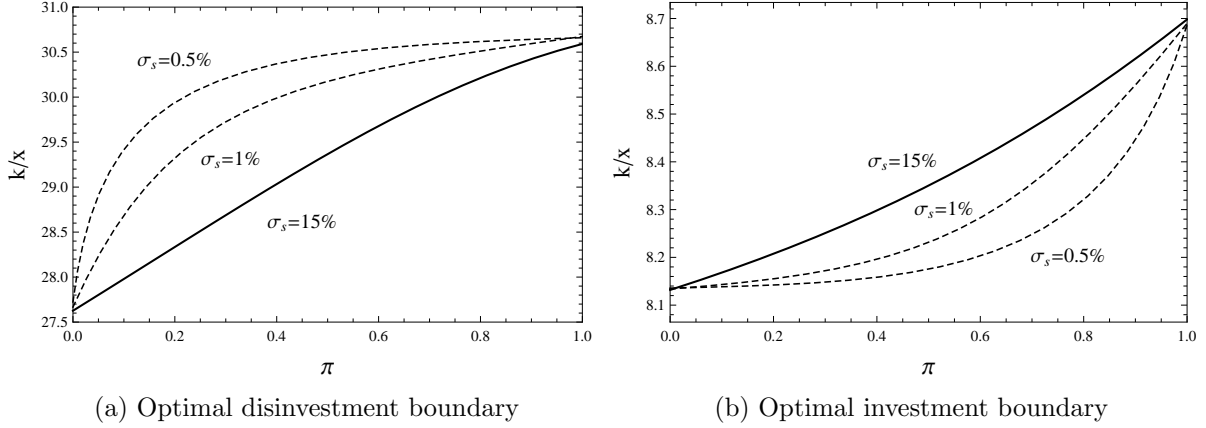 31.0
30.5
30.0
29.5
29.0
28.5
28.0
27.5
k/x
σs=0.5%
σs=1%
σs=15%
0.0 0.2 0.4 0.6 0.8 1.0
π
(a) Optimal disinvestment boundary
8.7
8.6
8.5
8.4
8.3
8.2
8.1
k/x
σs=15%
σs=1%
σs=0.5%
0.0 0.2 0.4 0.6 0.8 1.0
π
(b) Optimal investment boundary